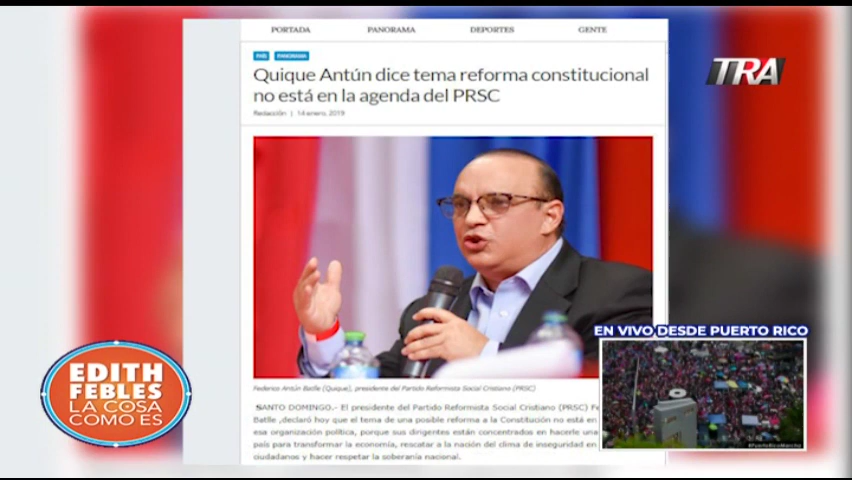 PORTADA PANORAMA DEPORTES GENTE
PAÍS PANORAMA
Quique Antún dice tema reforma constitucional
no está en la agenda del PRSC
Redacción | 14 enero, 2019
TRA
EN VIVO DESDE PUERTO RICO
Federico Antún Batlle (Quique), presidente del Partido Reformista Social Cristiano (PRSC)
SANTO DOMINGO.- El presidente del Partido Reformista Social Cristiano (PRSC) Fe
Batlle ,declaró hoy que el tema de una posible reforma a la Constitución no está en
esa organización política, porque sus dirigentes están concentrados en hacerle una
país para transformar la economía, rescatar a la nación del clima de inseguridad en
ciudadanos y hacer respetar la soberanía nacional.
EDITH
FEBLES
LA COSA
COMO ES
#PuertoRicoMarcha